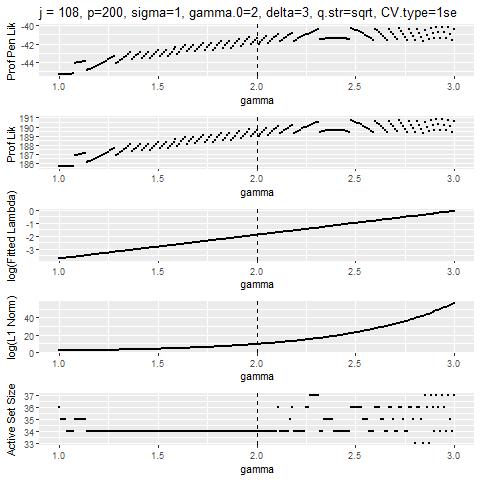 j = 108, p=200, sigma=1, gamma.0=2, delta=3, q.str=sqrt, CV.type=1se
Prof Pen Lik
-40
-42
-44
1.0 1.5 2.0 2.5 3.0
gamma
Prof Lik
191
190
189
188
187
186
1.0 1.5 2.0 2.5 3.0
gamma
log(Fitted Lambda)
0
-1
-2
-3
1.0 1.5 2.0 2.5 3.0
gamma
log(L1 Norm)
40
20
0
1.0 1.5 2.0 2.5 3.0
gamma
Active Set Size
37
36
35
34
33
1.0 1.5 2.0 2.5 3.0
gamma